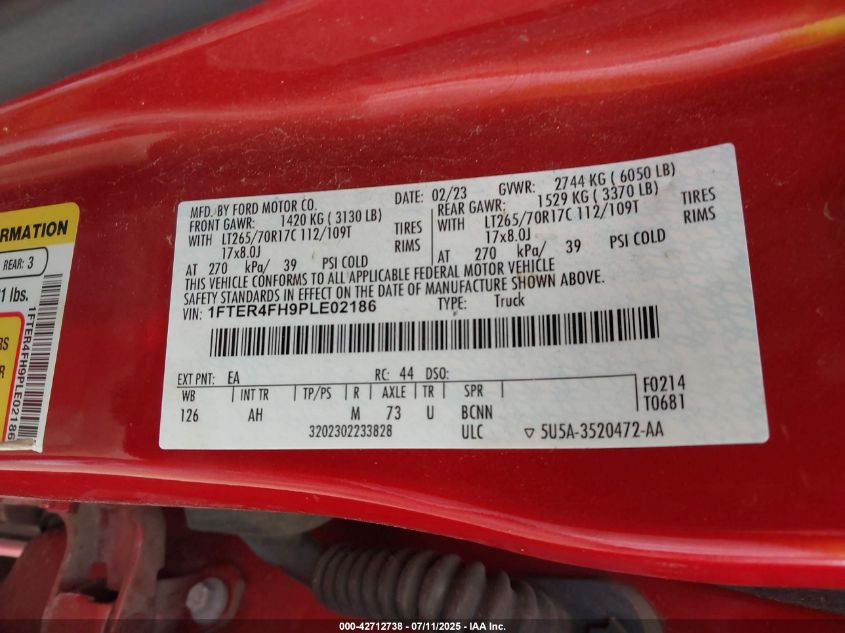 RMATION
REAR: 3
1 lbs.
RS
R
1FTER4FH9PLE02186
MFD. BY FORD MOTOR CO. DATE: 02/23 GVWR: 2744 KG ( 6050 LB)
FRONT GAWR: 1420 KG ( 3130 LB) REAR GAWR: 1529 KG ( 3370 LB)
WITH LT265/70R17C 112/109T TIRES WITH LT265/70R17C 112/109T TIRES
17x8.0J RIMS 17x8.0J RIMS
AT 270 kPa/ 39 PSI COLD AT 270 kPa/ 39 PSI COLD
THIS VEHICLE CONFORMS TO ALL APPLICABLE FEDERAL MOTOR VEHICLE
SAFETY STANDARDS IN EFFECT ON THE DATE OF MANUFACTURE SHOWN ABOVE.
VIN: 1FTER4FH9PLE02186 TYPE: Truck
EXT PNT: EA RC: 44 DSO:
WB INT TR TP/PS R AXLE TR SPR F0214
126 AH M 73 U BCNN T0681
3202302233828 ULC ▽ 5U5A-3520472-AA
000-42712738 - 07/11/2025 - IAA Inc.